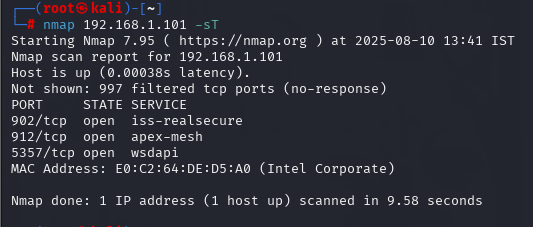 ┌──(root㉿kali)-[~]
└─# nmap 192.168.1.101 -sT
Starting Nmap 7.95 ( https://nmap.org ) at 2025-08-10 13:41 IST
Nmap scan report for 192.168.1.101
Host is up (0.00038s latency).
Not shown: 997 filtered tcp ports (no-response)
PORT     STATE SERVICE
902/tcp  open  iss-realsecure
912/tcp  open  apex-mesh
5357/tcp open  wsdapi
MAC Address: E0:C2:64:DE:D5:A0 (Intel Corporate)
Nmap done: 1 IP address (1 host up) scanned in 9.58 seconds